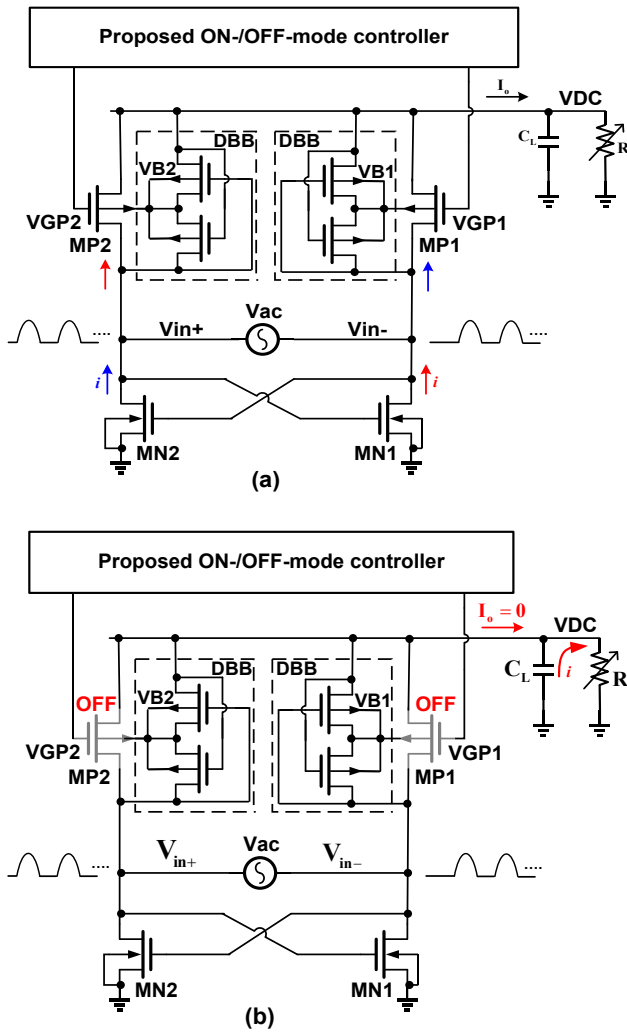 Proposed ON-/OFF-mode controller
Io
VDC
DBB
DBB
CL
R
VB2
VB1
VGP2
VGP1
MP2
MP1
Vac
....
Vin+
Vin-
....
i
i
MN2
MN1
(a)
Proposed ON-/OFF-mode controller
Io = 0
VDC
DBB
DBB
CL
i
R
OFF
VB2
VB1
OFF
VGP2
VGP1
MP2
MP1
Vac
....
Vin+
Vin−
....
MN2
MN1
(b)